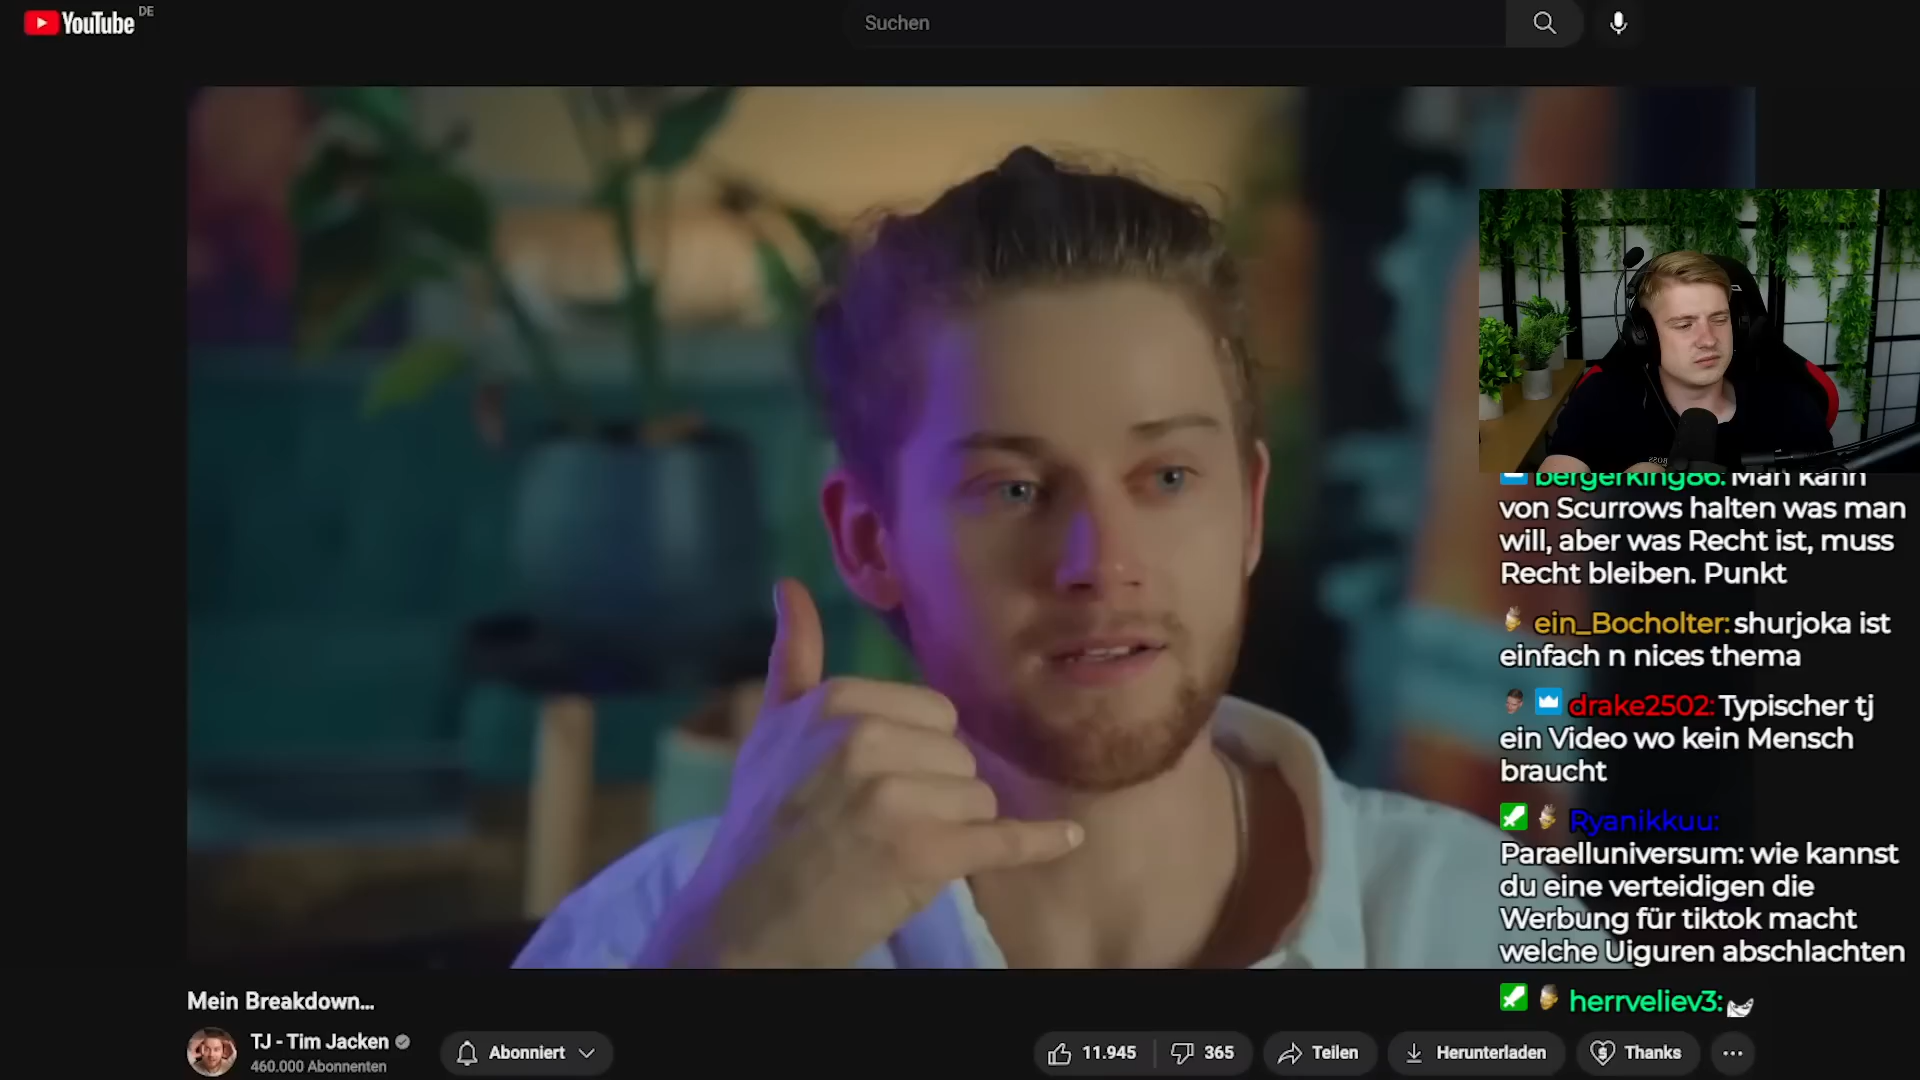 YouTube DE
Suchen
bergerking86: Man kann
von Scurrows halten was man
will, aber was Recht ist, muss
Recht bleiben. Punkt
ein_Bocholter: shurjoka ist
einfach n nices thema
drake2502: Typischer tj
ein Video wo kein Mensch
braucht
Ryanikkuu:
Paraelluniversum: wie kannst
du eine verteidigen die
Werbung für tiktok macht
welche Uiguren abschlachten
herrveliev3:
Mein Breakdown...
TJ - Tim Jacken
460.000 Abonnenten
Abonniert
11.945
365
Teilen
Herunterladen
Thanks